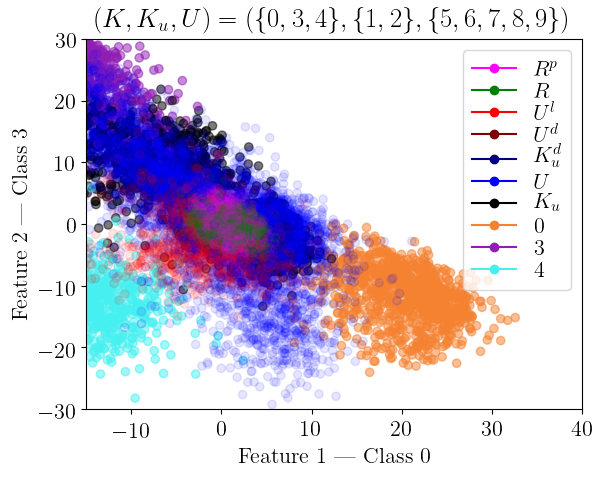 (K, K_u, U) = ({0, 3, 4}, {1, 2}, {5, 6, 7, 8, 9})
30
20
10
0
−10
−20
−30
Feature 2 — Class 3
R^p
R
U^l
U^d
K_u^d
U
K_u
0
3
4
−10
0
10
20
30
40
Feature 1 — Class 0